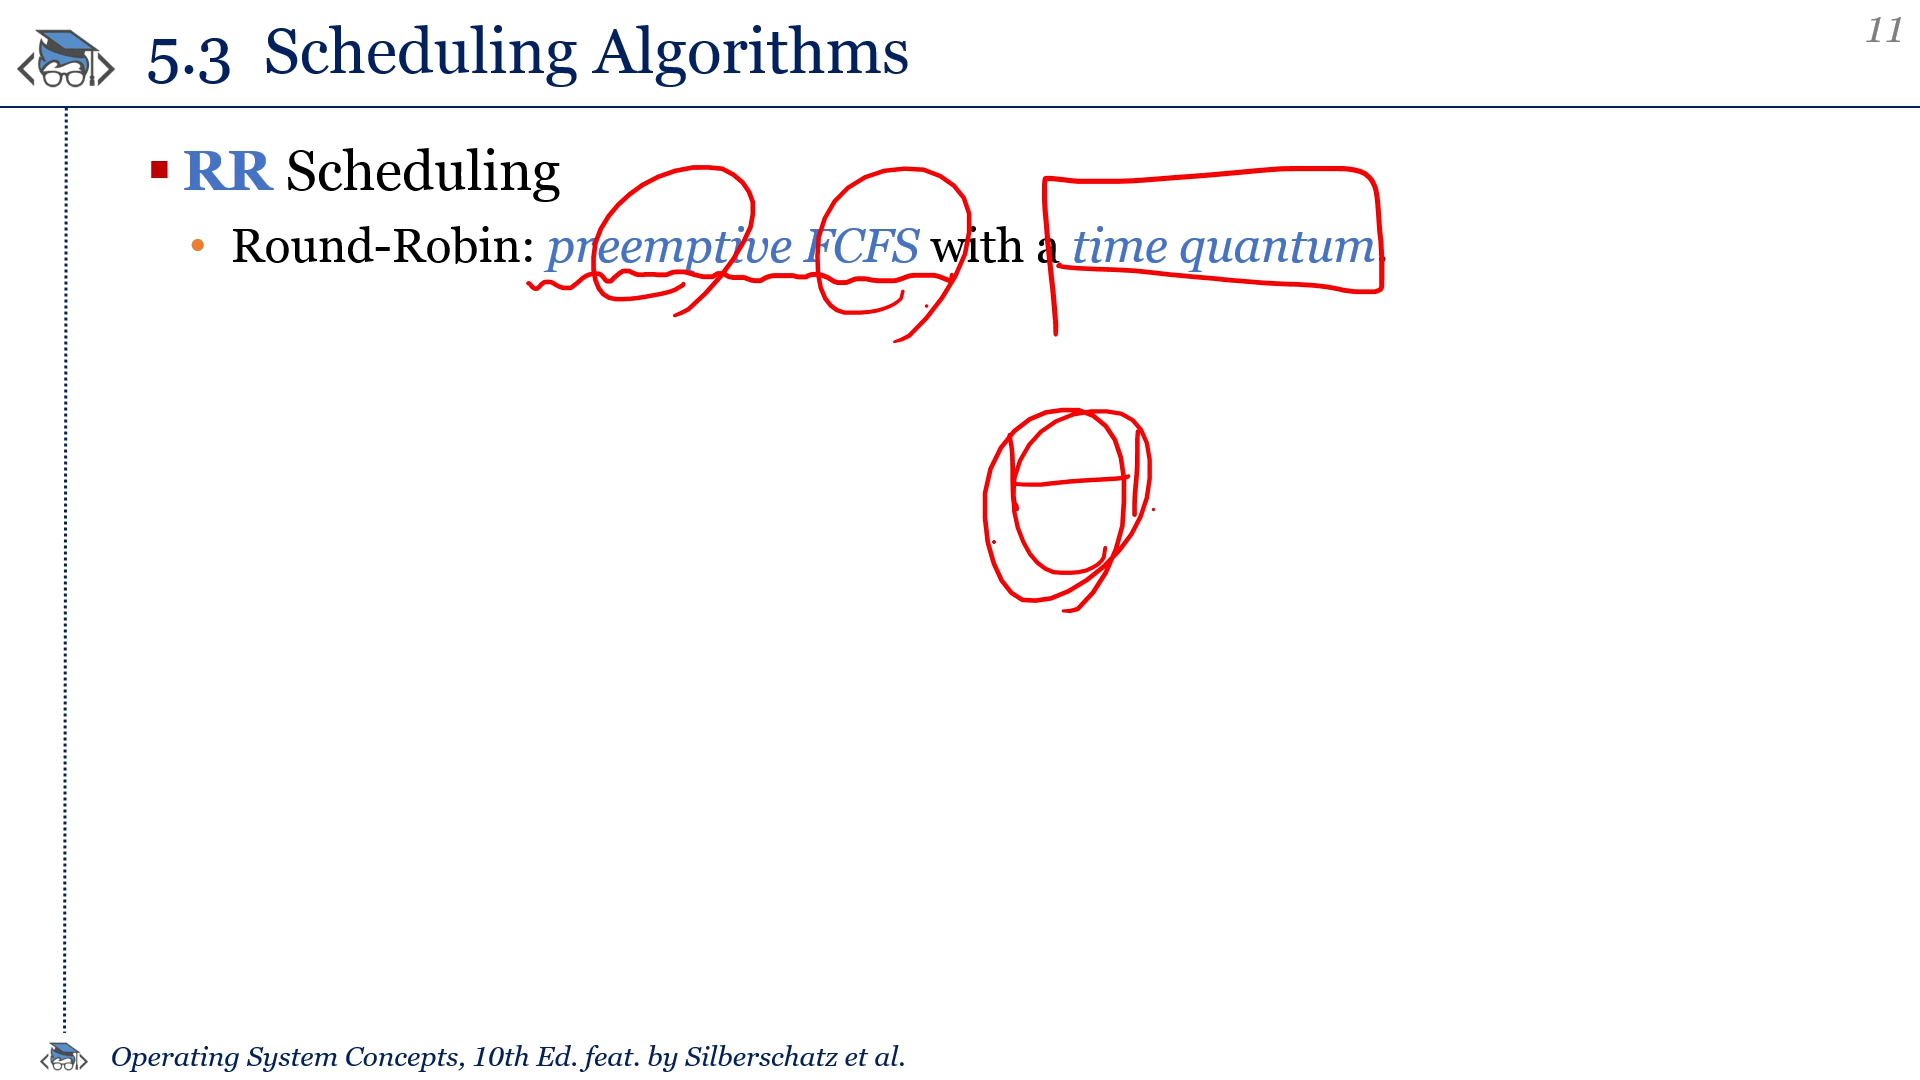 11
5.3 Scheduling Algorithms
RR Scheduling
Round-Robin: preemptive FCFS with a time quantum.
Operating System Concepts, 10th Ed. feat. by Silberschatz et al.